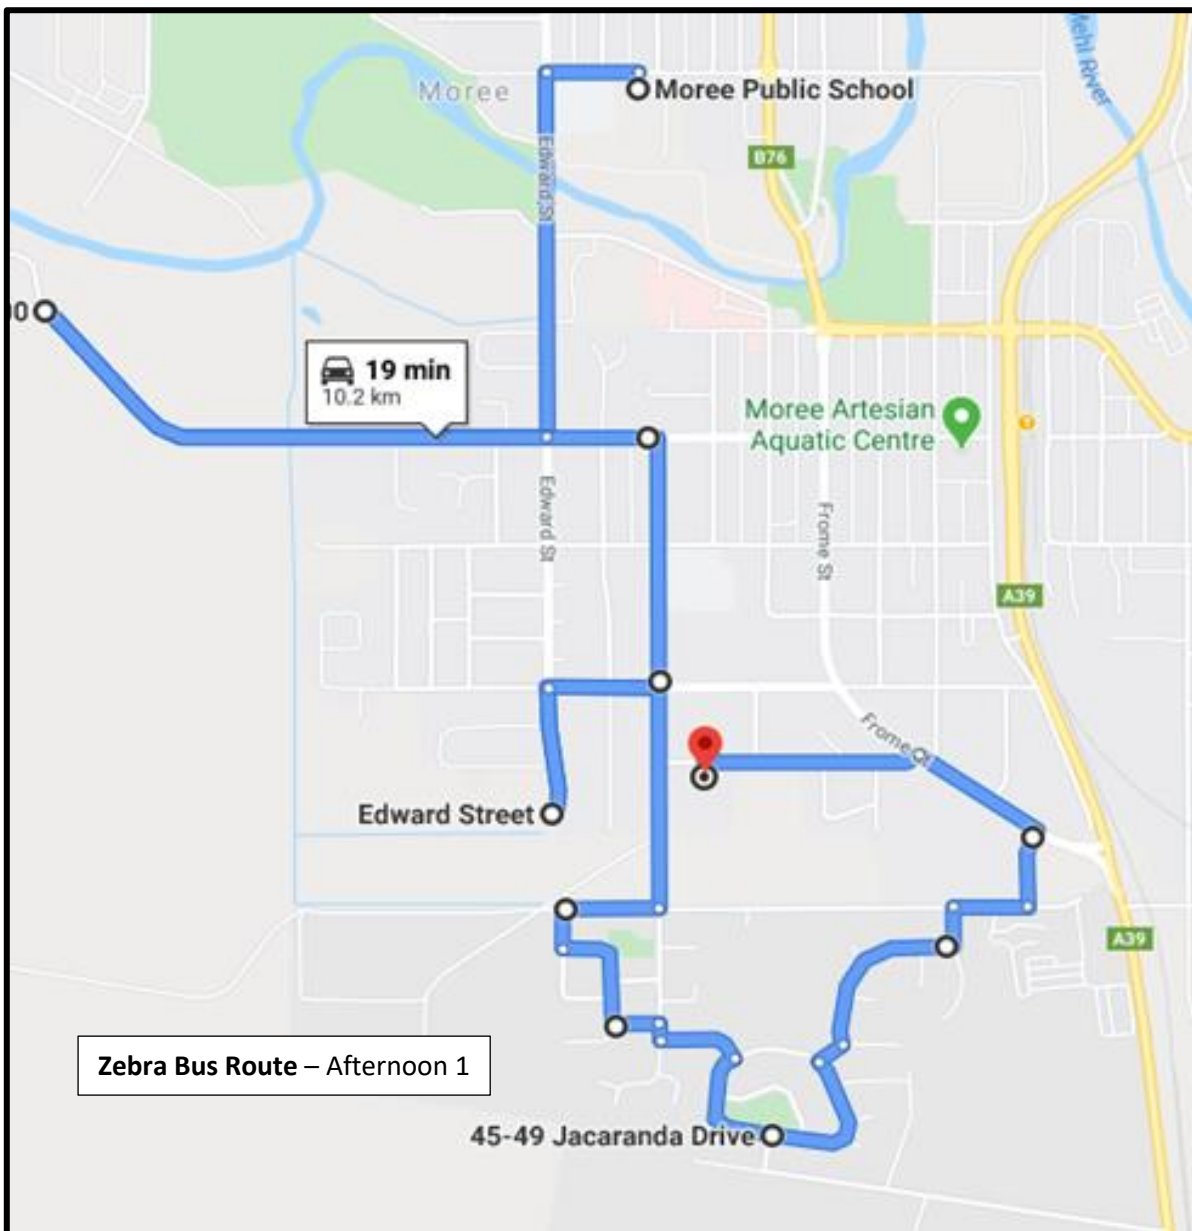 Mehl River
Moree
Moree Public School
Edward St
B76
19 min
10.2 km
Moree Artesian
Aquatic Centre
Edward St
Frome St
A39
Frome St
Edward Street
A39
Zebra Bus Route – Afternoon 1
45-49 Jacaranda Drive